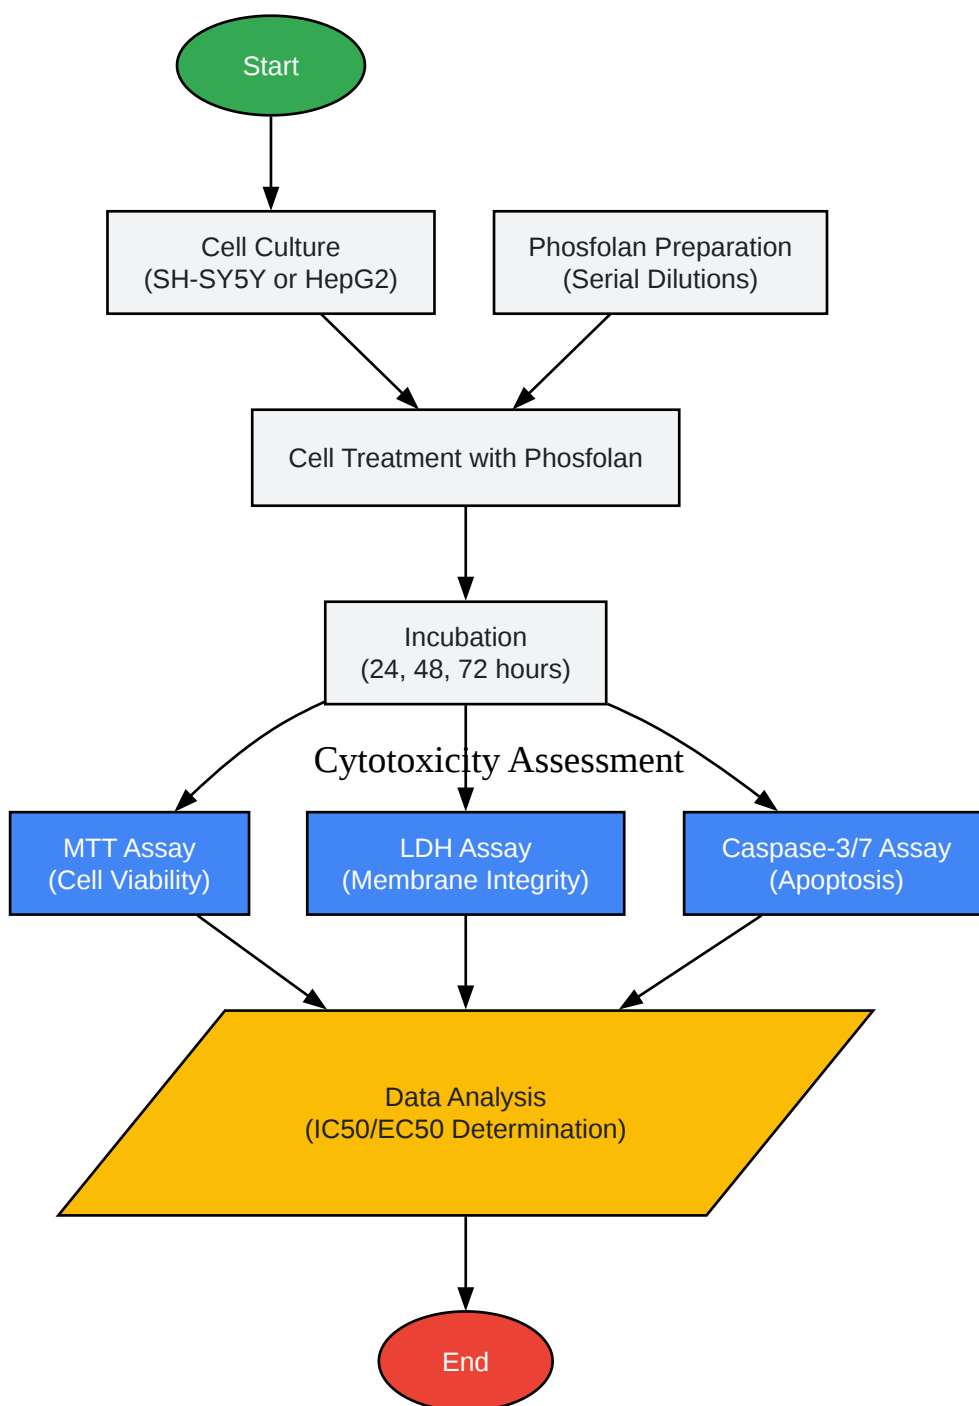 Start
Cell Culture
(SH-SY5Y or HepG2)
Phosfolan Preparation
(Serial Dilutions)
Cell Treatment with Phosfolan
Incubation
(24, 48, 72 hours)
Cytotoxicity Assessment
MTT Assay
(Cell Viability)
LDH Assay
(Membrane Integrity)
Caspase-3/7 Assay
(Apoptosis)
Data Analysis
(IC50/EC50 Determination)
End